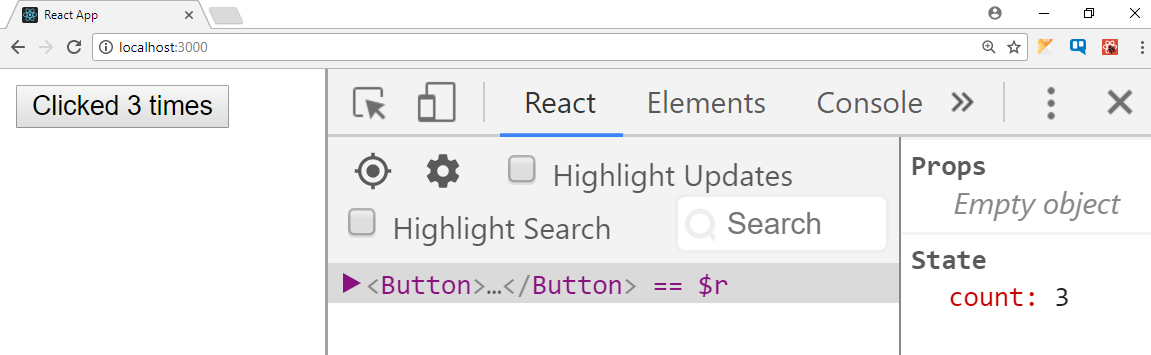 React App
localhost:3000
Clicked 3 times
React Elements Console
Highlight Updates
Highlight Search
Search
<Button>…</Button> == $r
Props
Empty object
State
count: 3